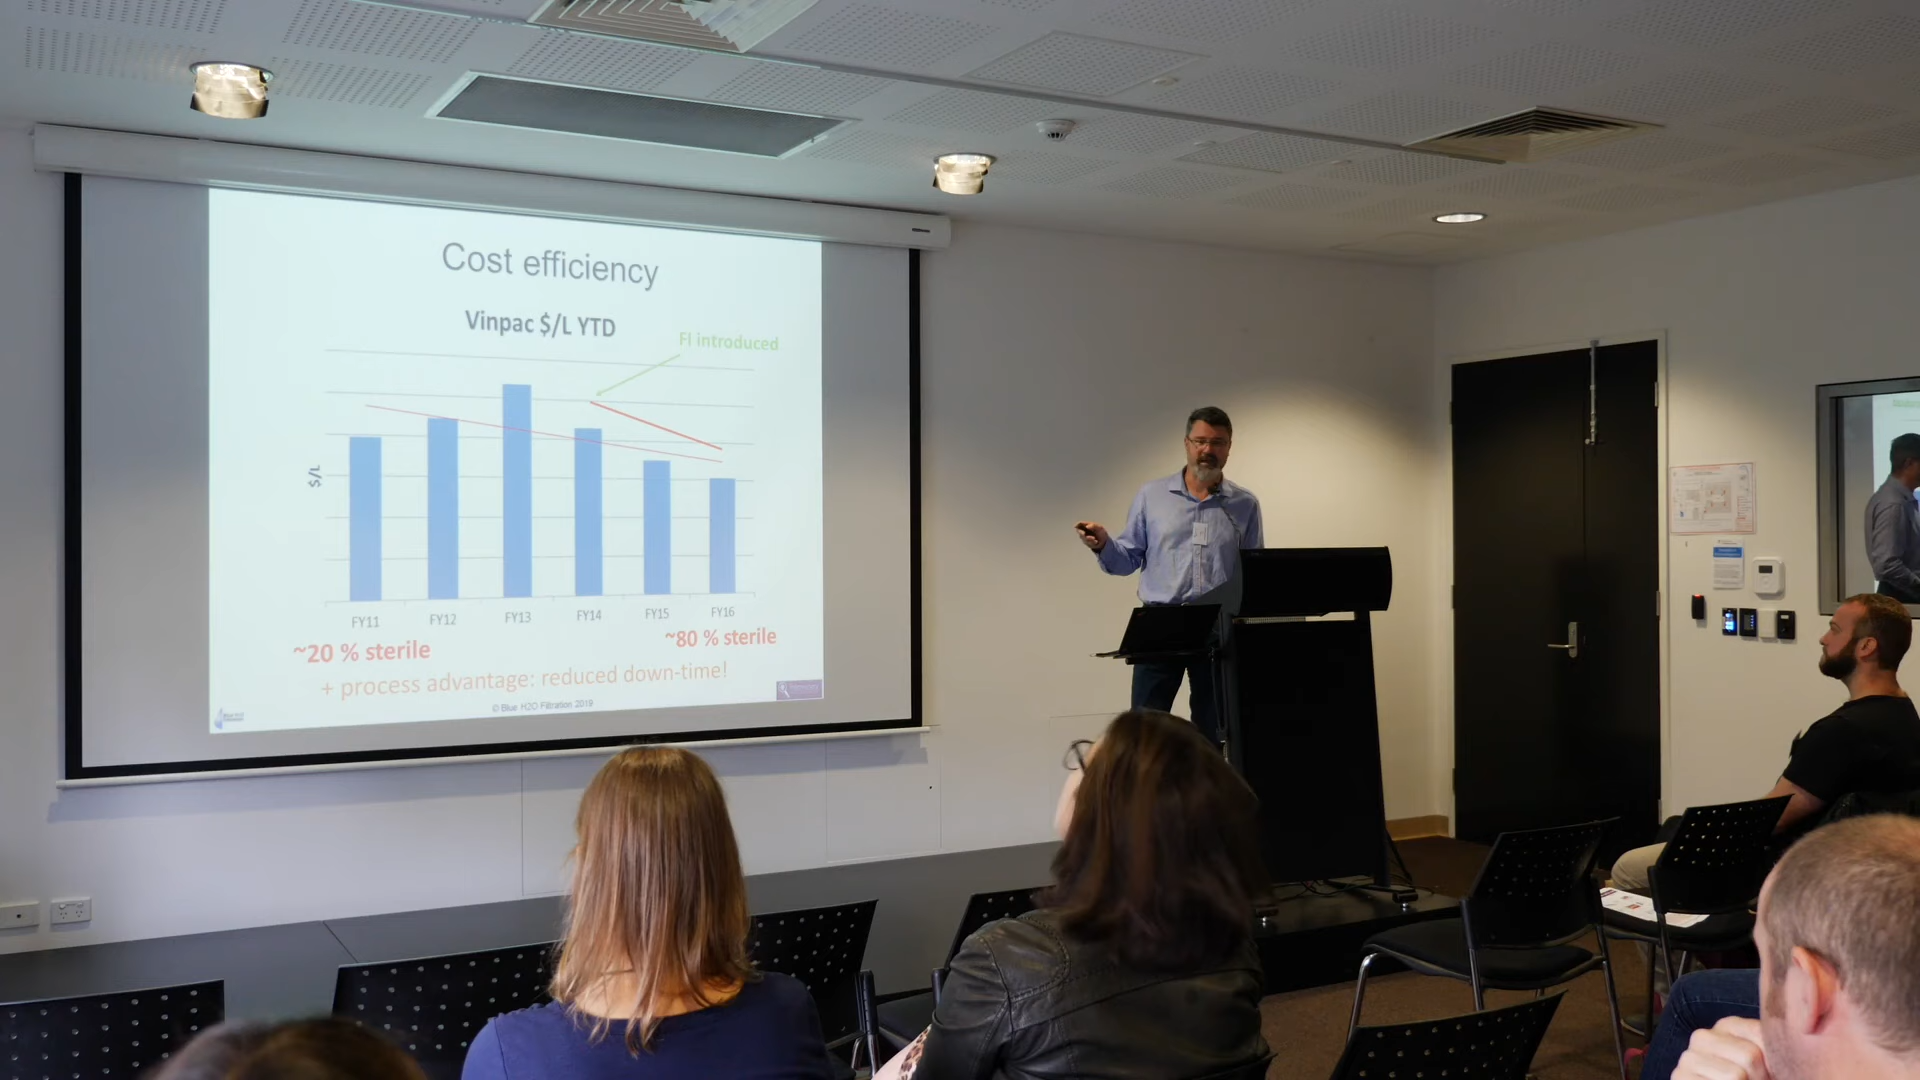 Cost efficiency
Vinpac $/L YTD
FI introduced
$/L
FY11 FY12 FY13 FY14 FY15 FY16
~20 % sterile ~80 % sterile
+ process advantage: reduced down-time!
© Blue H2O Filtration 2019